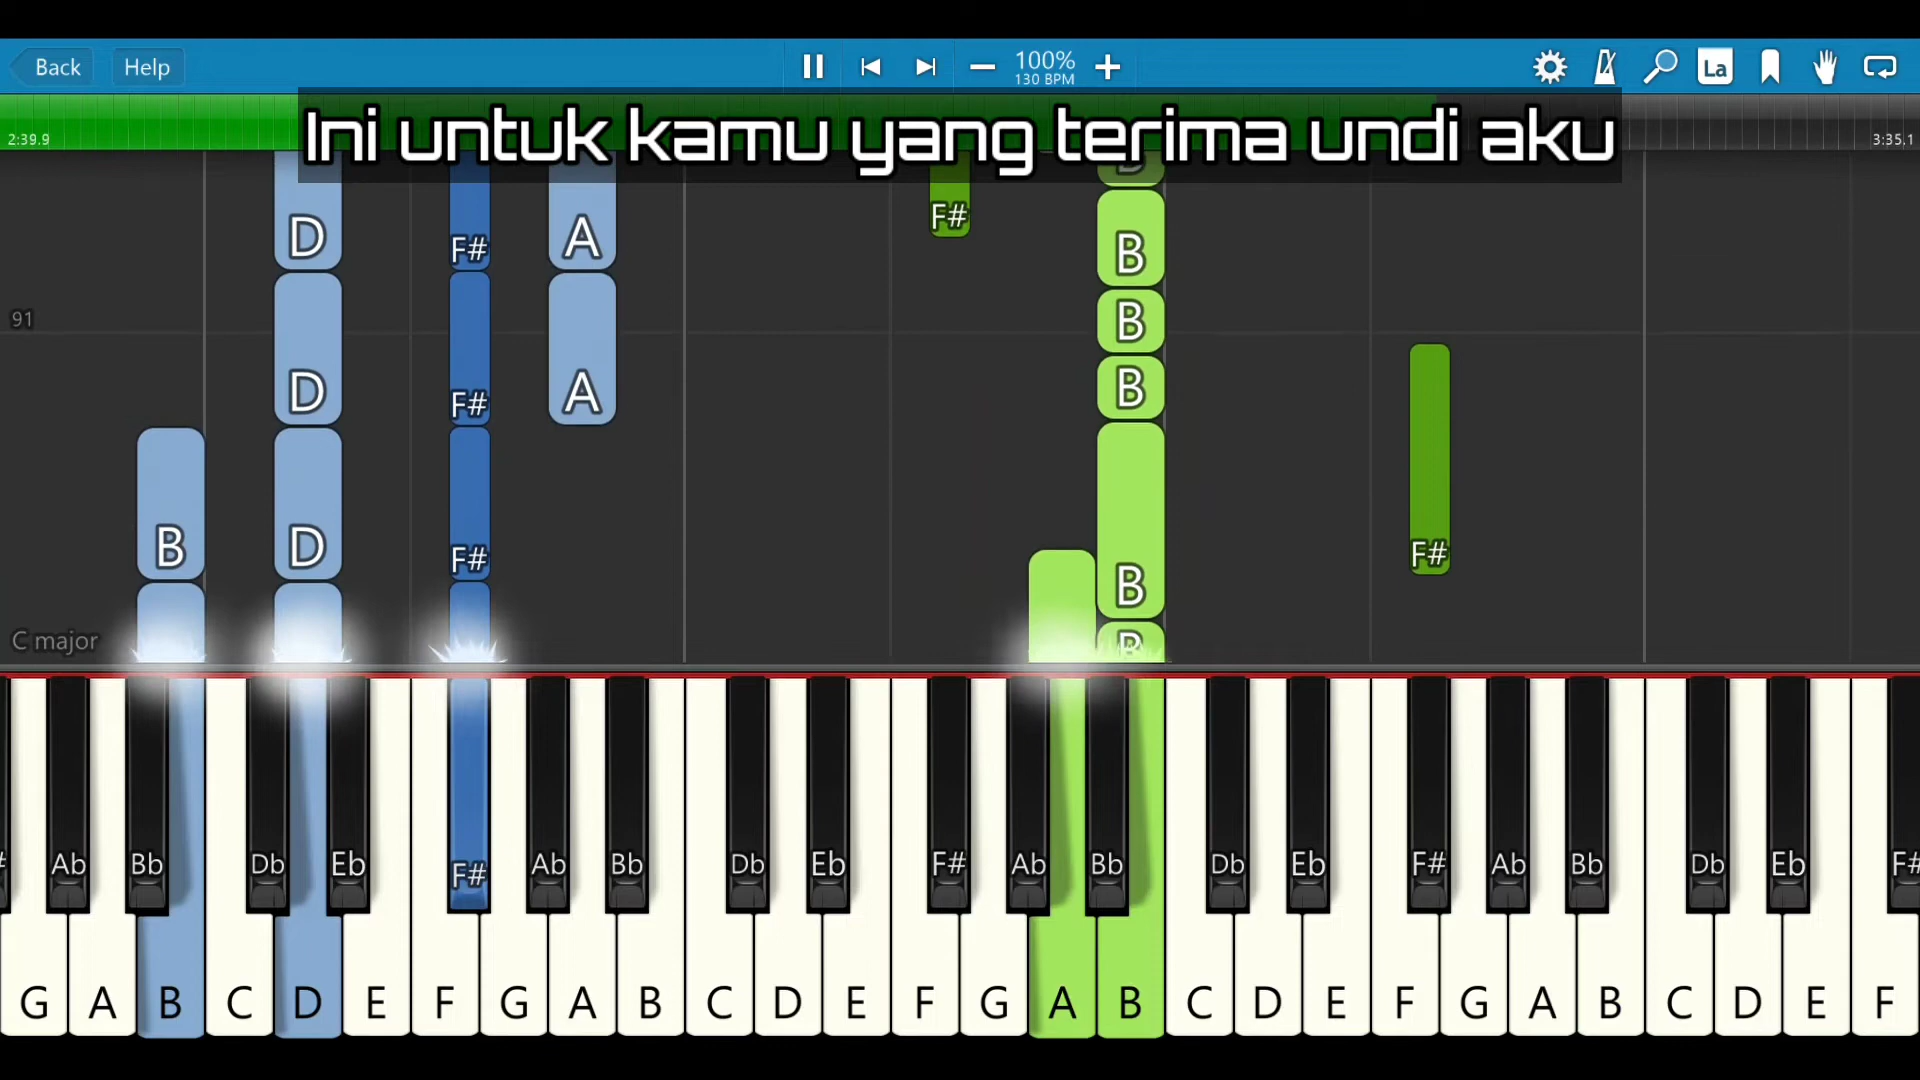 Back Help 100% La
130 BPM
Ini untuk kamu yang terima undi aku
2:39.9 3:35,1
D F# A F# B
91 B
D F# A B
B D F# B F#
C major B
Ab Bb Db Eb F# Ab Bb Db Eb F# Ab Bb Db Eb F# Ab Bb Db Eb F#
G A B C D E F G A B C D E F G A B C D E F G A B C D E F